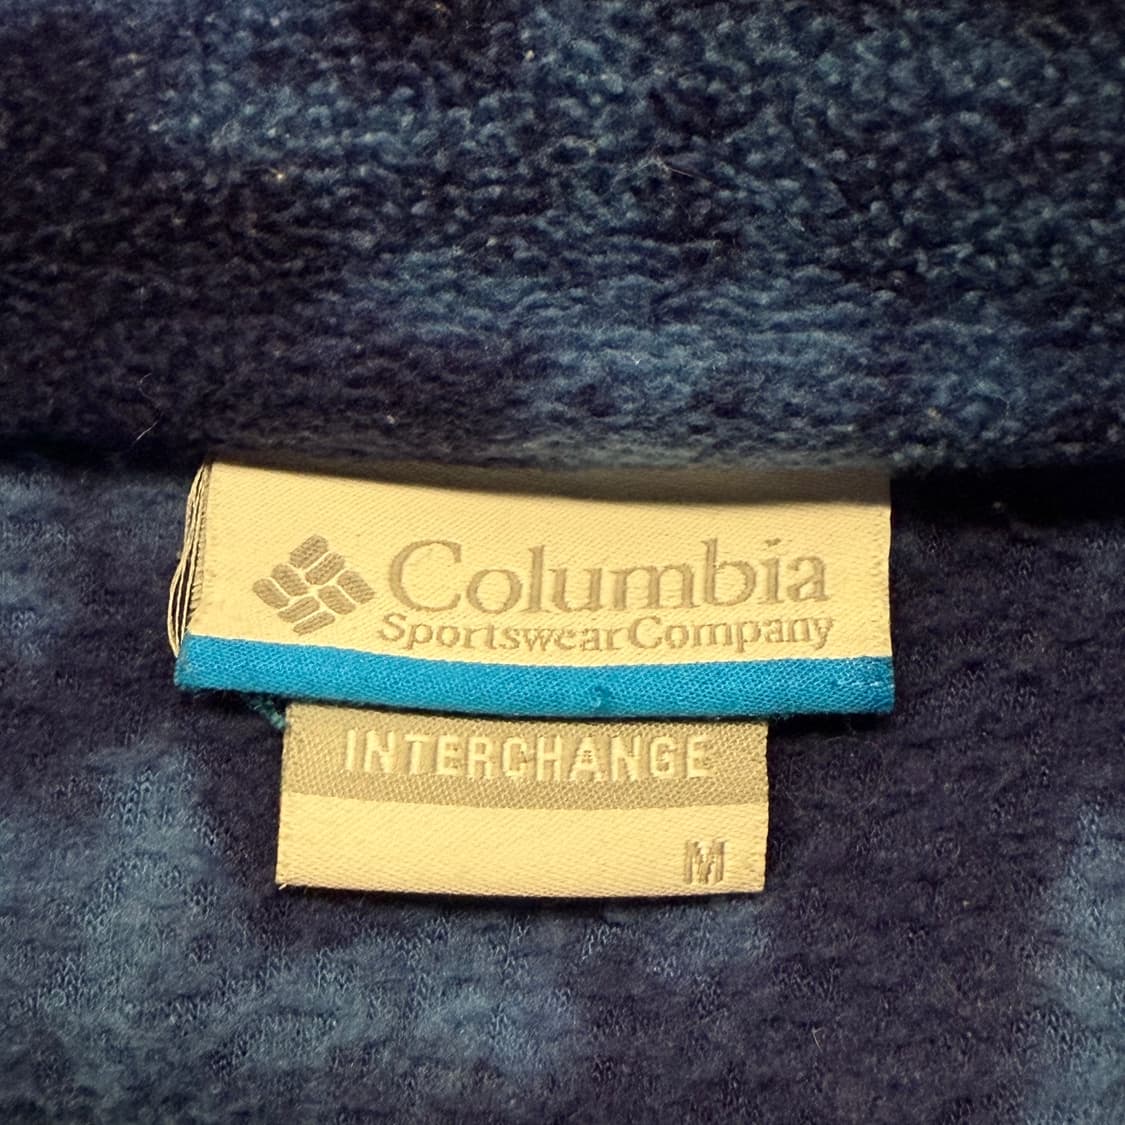 Columbia
Sportswear Company
INTERCHANGE
M